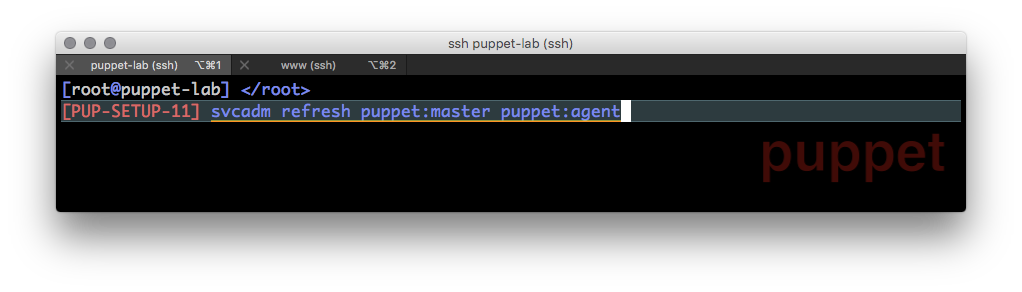 ssh puppet-lab (ssh)
puppet-lab (ssh) ⌥⌘1 www (ssh) ⌥⌘2
[root@puppet-lab] </root>
[PUP-SETUP-11] svcadm refresh puppet:master puppet:agent
puppet